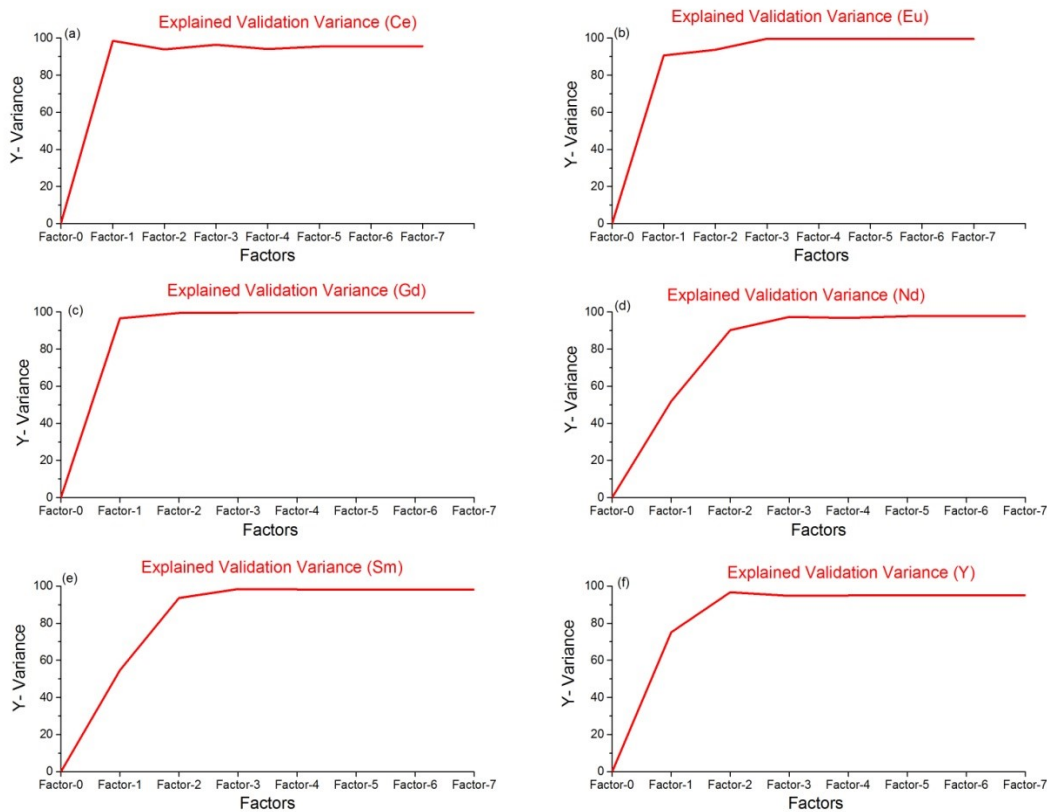 (a)
Explained Validation Variance (Ce)
Y- Variance
100
80
60
40
20
0
Factor-0 Factor-1 Factor-2 Factor-3 Factor-4 Factor-5 Factor-6 Factor-7
Factors
(b)
Explained Validation Variance (Eu)
Y- Variance
100
80
60
40
20
0
Factor-0 Factor-1 Factor-2 Factor-3 Factor-4 Factor-5 Factor-6 Factor-7
Factors
(c)
Explained Validation Variance (Gd)
Y- Variance
100
80
60
40
20
0
Factor-0 Factor-1 Factor-2 Factor-3 Factor-4 Factor-5 Factor-6 Factor-7
Factors
(d)
Explained Validation Variance (Nd)
Y- Variance
100
80
60
40
20
0
Factor-0 Factor-1 Factor-2 Factor-3 Factor-4 Factor-5 Factor-6 Factor-7
Factors
(e)
Explained Validation Variance (Sm)
Y- Variance
100
80
60
40
20
0
Factor-0 Factor-1 Factor-2 Factor-3 Factor-4 Factor-5 Factor-6 Factor-7
Factors
(f)
Explained Validation Variance (Y)
Y- Variance
100
80
60
40
20
0
Factor-0 Factor-1 Factor-2 Factor-3 Factor-4 Factor-5 Factor-6 Factor-7
Factors